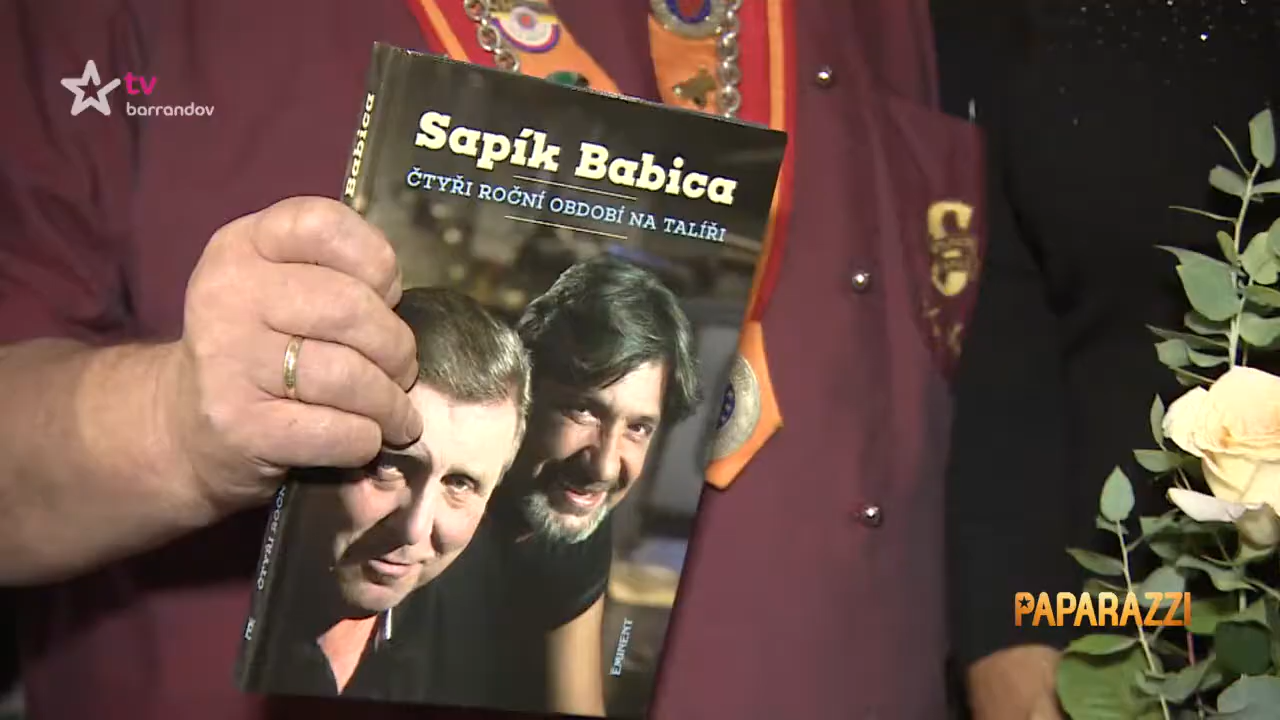 tv
barrandov
Sapík Babica
ČTYŘI ROČNÍ OBDOBÍ NA TALÍŘI
Babica
EMINENT
PAPARAZZI